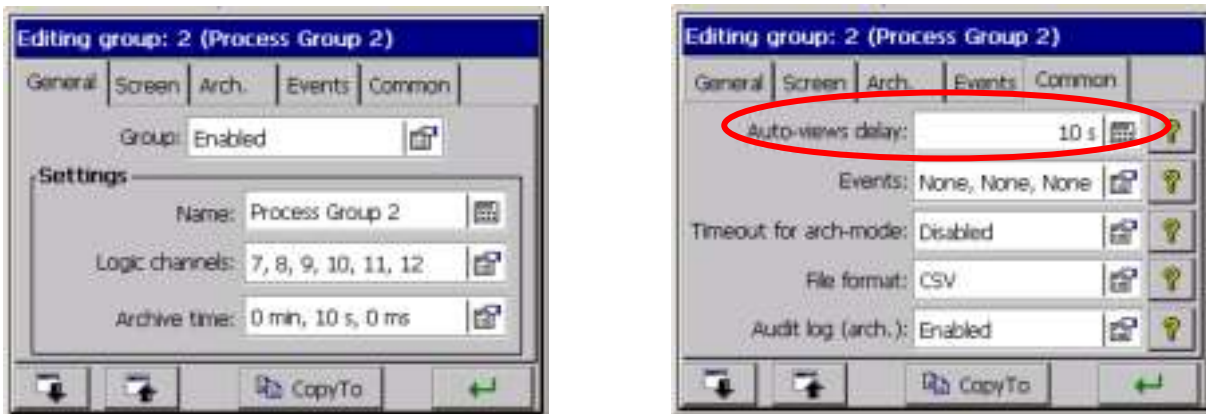 Editing group: 2 (Process Group 2)
General Screen Arch. Events Common
Group: Enabled
Settings
Name: Process Group 2
Logic channels: 7, 8, 9, 10, 11, 12
Archive time: 0 min, 10 s, 0 ms
CopyTo
Editing group: 2 (Process Group 2)
General Screen Arch. Events Common
Auto-views delay: 10 s ?
Events: None, None, None ?
Timeout for arch-mode: Disabled ?
File format: CSV ?
Audit log (arch.): Enabled ?
CopyTo